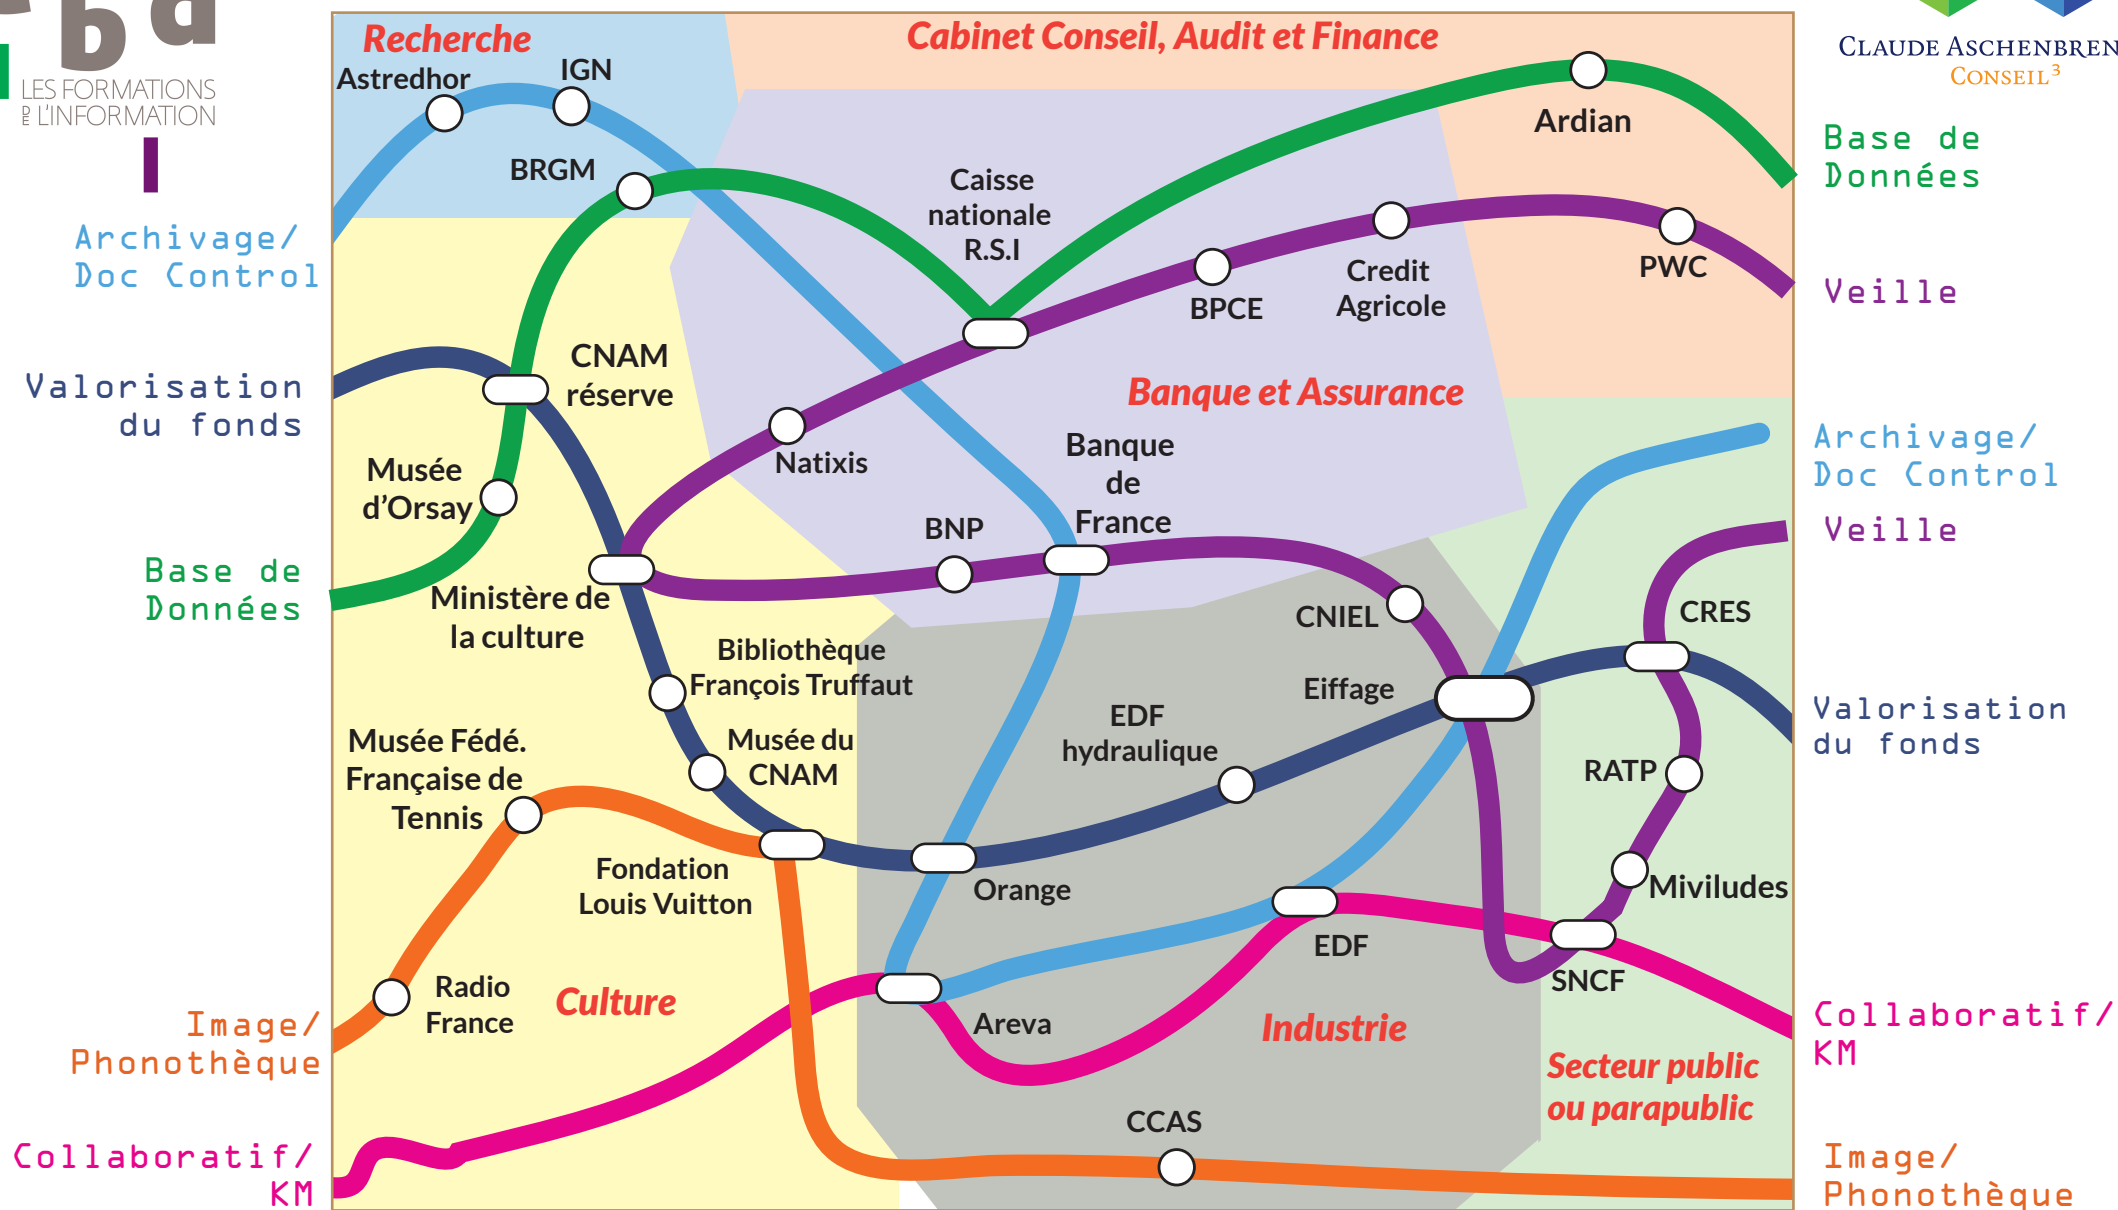 LES FORMATIONS
DE L'INFORMATION
CLAUDE ASCHENBREN
CONSEIL³
Recherche
Cabinet Conseil, Audit et Finance
Astredhor
IGN
BRGM
Ardian
Base de
Données
Caisse
nationale
R.S.I
Archivage/
Doc Control
BPCE
Credit
Agricole
PWC
Veille
Valorisation
du fonds
CNAM
réserve
Banque et Assurance
Musée
d'Orsay
Natixis
Banque
de
France
BNP
Archivage/
Doc Control
Veille
Base de
Données
Ministère de
la culture
CNIEL
CRES
Bibliothèque
François Truffaut
Eiffage
EDF
hydraulique
Valorisation
du fonds
Musée Fédé.
Française de
Tennis
Musée du
CNAM
RATP
Fondation
Louis Vuitton
Orange
Miviludes
EDF
SNCF
Radio
France
Culture
Areva
Industrie
Image/
Phonothèque
Collaboratif/
KM
Secteur public
ou parapublic
CCAS
Collaboratif/
KM
Image/
Phonothèque